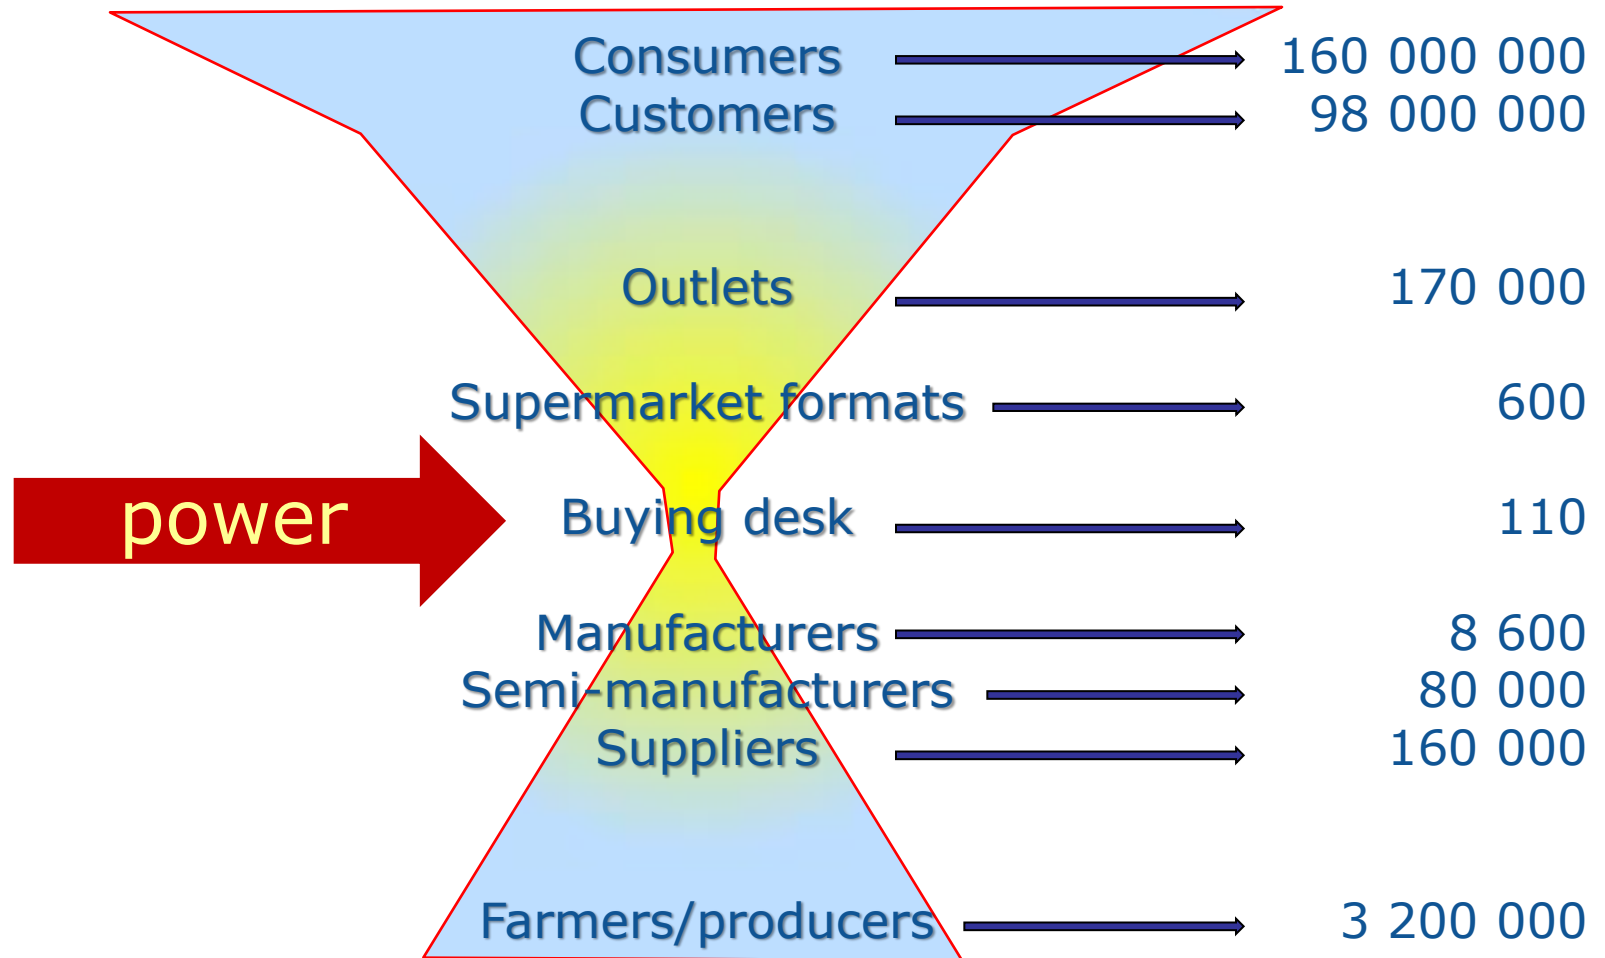 Consumers 160 000 000
Customers 98 000 000
Outlets 170 000
Supermarket formats 600
power
Buying desk 110
Manufacturers 8 600
Semi-manufacturers 80 000
Suppliers 160 000
Farmers/producers 3 200 000